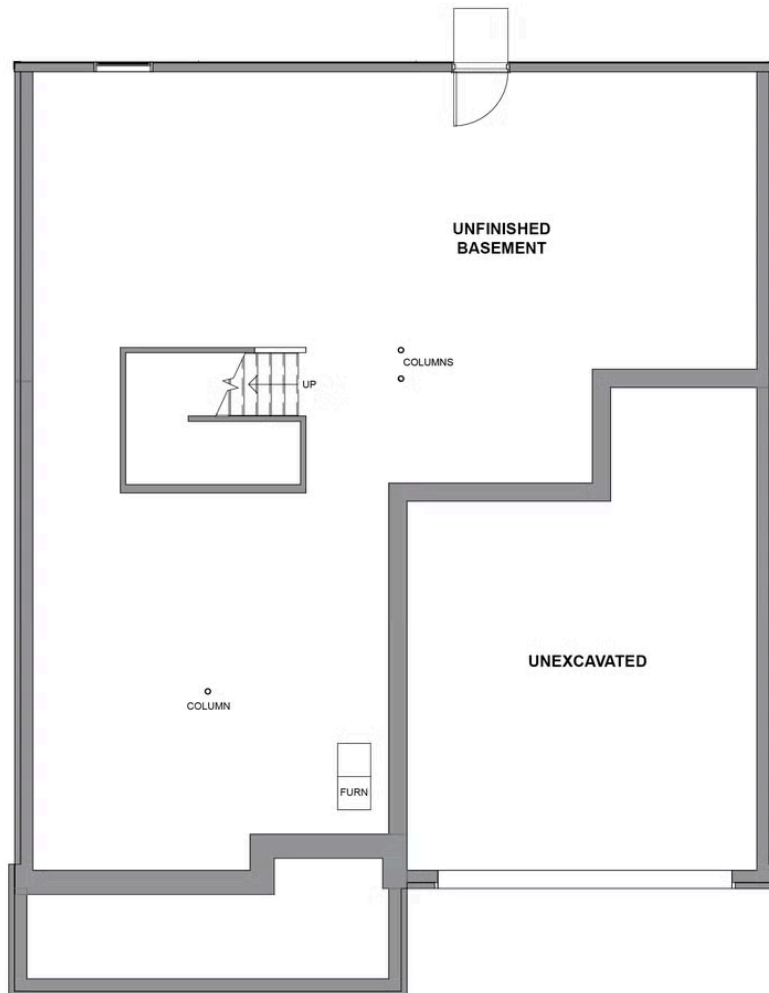 UNFINISHED
BASEMENT
COLUMNS
UP
UNEXCAVATED
COLUMN
FURN